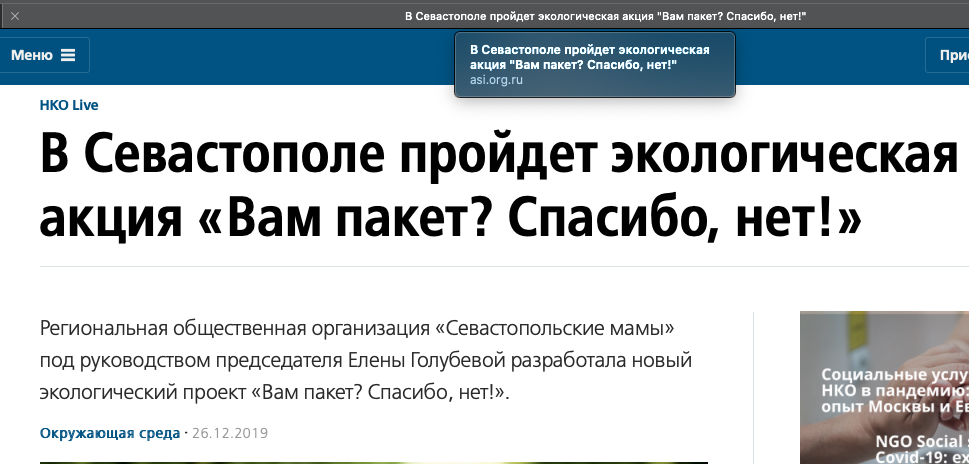 В Севастополе пройдет экологическая акция "Вам пакет? Спасибо, нет!"
Меню
В Севастополе пройдет экологическая
акция "Вам пакет? Спасибо, нет!"
asi.org.ru
НКО Live
В Севастополе пройдет экологическая
акция «Вам пакет? Спасибо, нет!»
Региональная общественная организация «Севастопольские мамы»
под руководством председателя Елены Голубевой разработала новый
экологический проект «Вам пакет? Спасибо, нет!».
Окружающая среда · 26.12.2019
Социальные
НКО в пандемию:
опыт Москвы и
NGO Social
Covid-19: